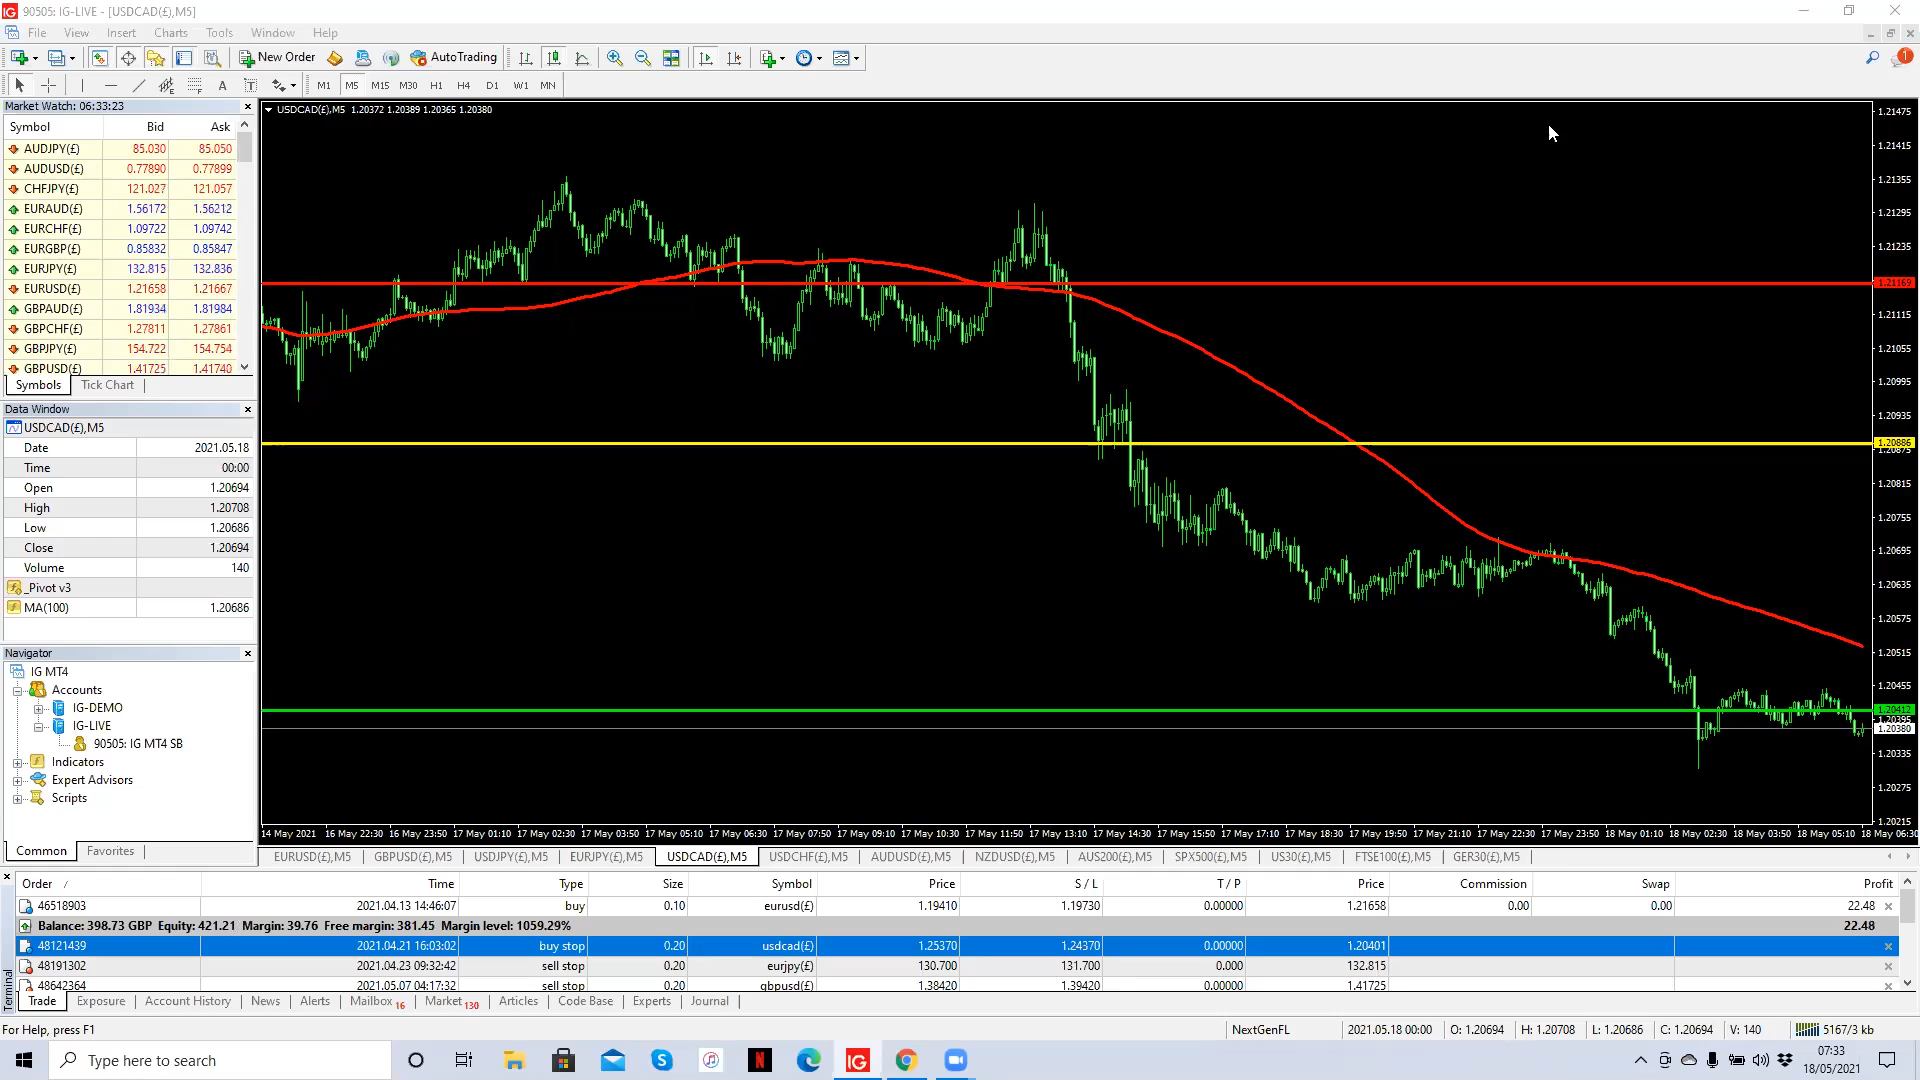 90505: IG-LIVE - [USDCAD(£),M5]
File View Insert Charts Tools Window Help
New Order AutoTrading
1
A T M1 M5 M15 M30 H1 H4 D1 W1 MN
Market Watch: 06:33:23
Symbol Bid Ask
AUDJPY(£) 85.030 85.050
AUDUSD(£) 0.77890 0.77899
CHFJPY(£) 121.027 121.057
EURAUD(£) 1.56172 1.56212
EURCHF(£) 1.09722 1.09742
EURGBP(£) 0.85832 0.85847
EURJPY(£) 132.815 132.836
EURUSD(£) 1.21658 1.21667
GBPAUD(£) 1.81934 1.81984
GBPCHF(£) 1.27811 1.27861
GBPJPY(£) 154.722 154.754
GBPUSD(£) 1.41725 1.41740
Symbols Tick Chart
Data Window
USDCAD(£),M5
Date 2021.05.18
Time 00:00
Open 1.20694
High 1.20708
Low 1.20686
Close 1.20694
Volume 140
_Pivot v3
MA(100) 1.20686
Navigator
IG MT4
Accounts
IG-DEMO
IG-LIVE
90505: IG MT4 SB
Indicators
Expert Advisors
Scripts
Common Favorites
USDCAD(£),M5 1.20372 1.20389 1.20365 1.20380
1.21475
1.21415
1.21355
1.21295
1.21235
1.21169
1.21115
1.21055
1.20995
1.20935
1.20886
1.20875
1.20815
1.20755
1.20695
1.20635
1.20575
1.20515
1.20455
1.20412
1.20395
1.20380
1.20335
1.20275
1.20215
14 May 2021 16 May 22:30 16 May 23:50 17 May 01:10 17 May 02:30 17 May 03:50 17 May 05:10 17 May 06:30 17 May 07:50 17 May 09:10 17 May 10:30 17 May 11:50 17 May 13:10 17 May 14:30 17 May 15:50 17 May 17:10 17 May 18:30 17 May 19:50 17 May 21:10 17 May 22:30 17 May 23:50 18 May 01:10 18 May 02:30 18 May 03:50 18 May 05:10 18 May 06:30
EURUSD(£),M5 GBPUSD(£),M5 USDJPY(£),M5 EURJPY(£),M5 USDCAD(£),M5 USDCHF(£),M5 AUDUSD(£),M5 NZDUSD(£),M5 AUS200(£),M5 SPX500(£),M5 US30(£),M5 FTSE100(£),M5 GER30(£),M5
Order / Time Type Size Symbol Price S / L T / P Price Commission Swap Profit
46518903 2021.04.13 14:46:07 buy 0.10 eurusd(£) 1.19410 1.19730 0.00000 1.21658 0.00 0.00 22.48
Balance: 398.73 GBP Equity: 421.21 Margin: 39.76 Free margin: 381.45 Margin level: 1059.29% 22.48
48121439 2021.04.21 16:03:02 buy stop 0.20 usdcad(£) 1.25370 1.24370 0.00000 1.20401
48191302 2021.04.23 09:32:42 sell stop 0.20 eurjpy(£) 130.700 131.700 0.000 132.815
48642364 2021.05.07 04:17:32 sell stop 0.20 gbpusd(£) 1.38420 1.39420 0.00000 1.41725
Terminal
Trade Exposure Account History News Alerts Mailbox 16 Market 130 Articles Code Base Experts Journal
For Help, press F1 NextGenFL 2021.05.18 00:00 O: 1.20694 H: 1.20708 L: 1.20686 C: 1.20694 V: 140 5167/3 kb
Type here to search
IG
07:33
18/05/2021